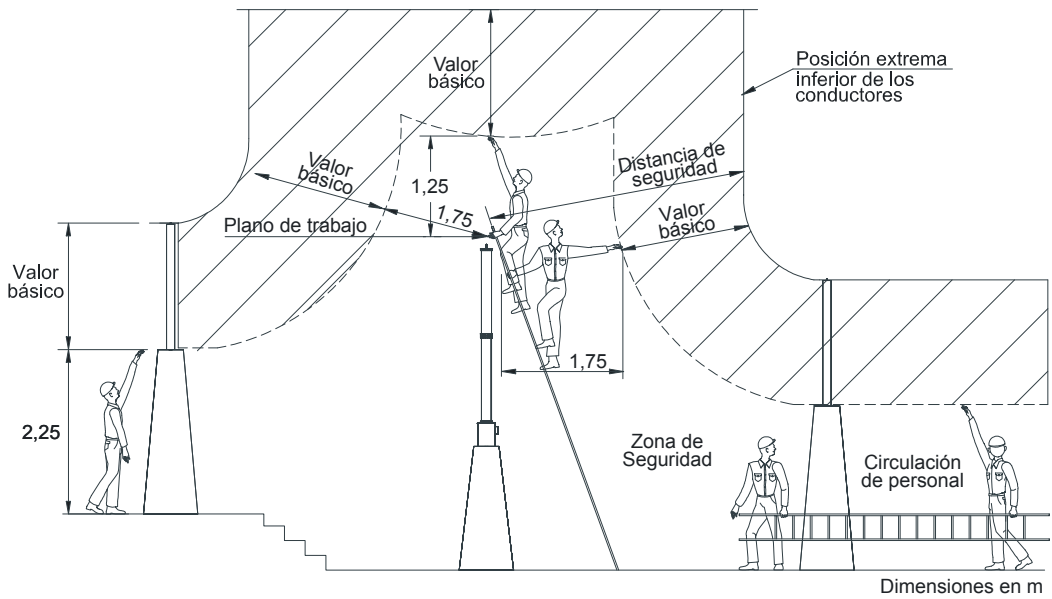 Valor
básico
Posición extrema
inferior de los
conductores
Valor
básico
1,25
Distancia de
seguridad
1,75
Plano de trabajo
Valor
básico
Valor
básico
1,75
2,25
Zona de
Seguridad
Circulación
de personal
Dimensiones en m